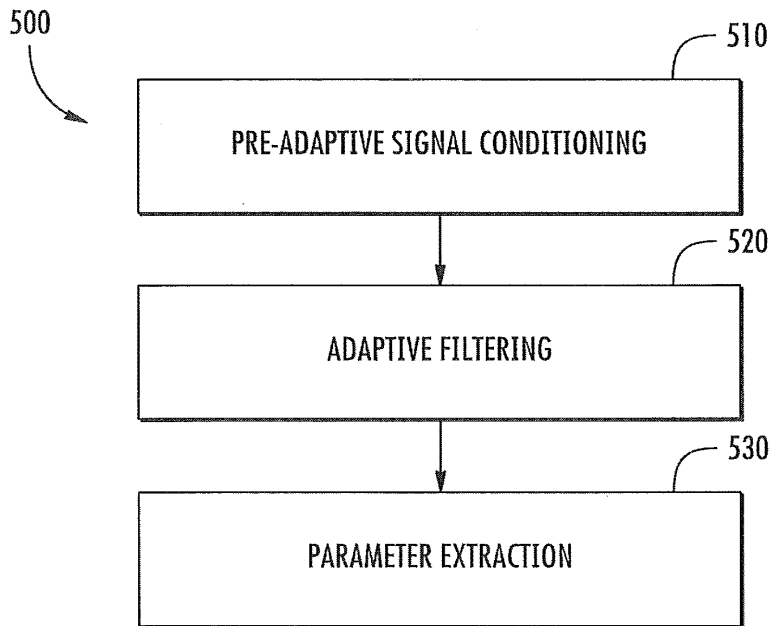 500
510
PRE-ADAPTIVE SIGNAL CONDITIONING
520
ADAPTIVE FILTERING
530
PARAMETER EXTRACTION